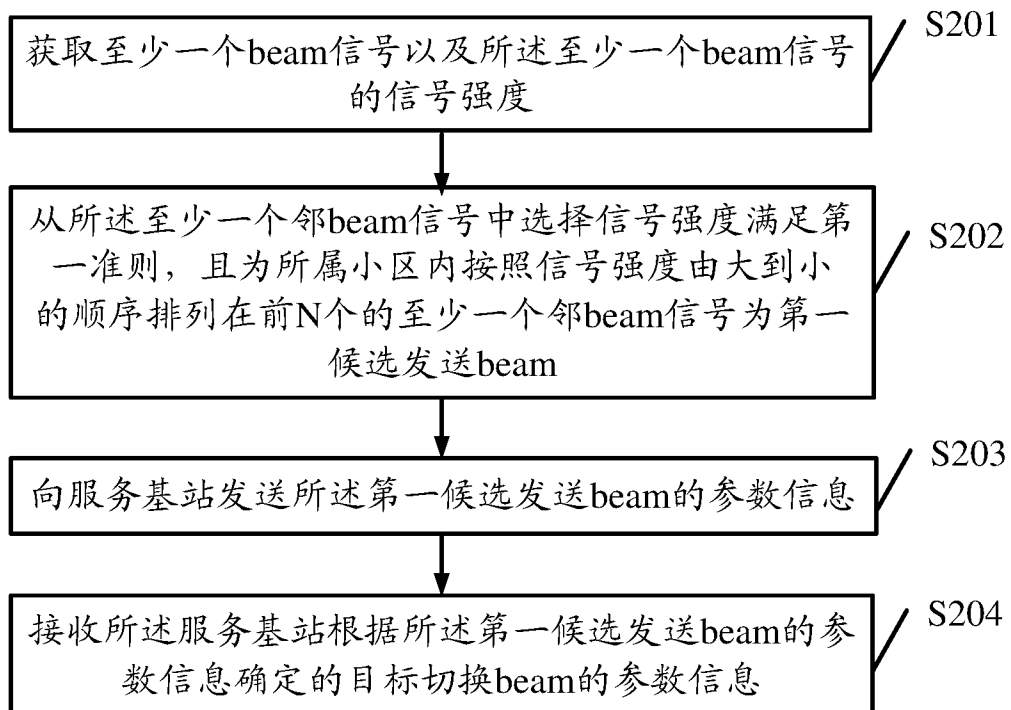 获取至少一个beam信号以及所述至少一个beam信号
的信号强度
S201
从所述至少一个邻beam信号中选择信号强度满足第
一准则，且为所属小区内按照信号强度由大到小
的顺序排列在前N个的至少一个邻beam信号为第一
候选发送beam
S202
向服务基站发送所述第一候选发送beam的参数信息
S203
接收所述服务基站根据所述第一候选发送beam的参
数信息确定的目标切换beam的参数信息
S204